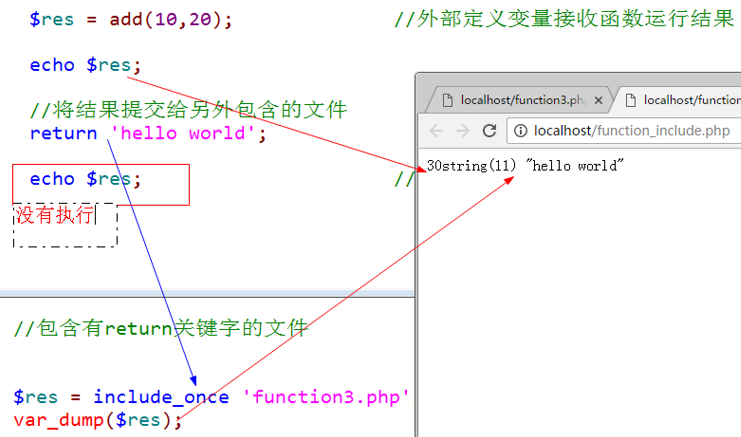 $res = add(10,20); //外部定义变量接收函数运行结果
echo $res;
//将结果提交给另外包含的文件
return 'hello world';
echo $res; //
没有执行
localhost/function3.ph
localhost/function
localhost/function_include.php
30string(11) "hello world"
//包含有return关键字的文件
$res = include_once 'function3.php'
var_dump($res);